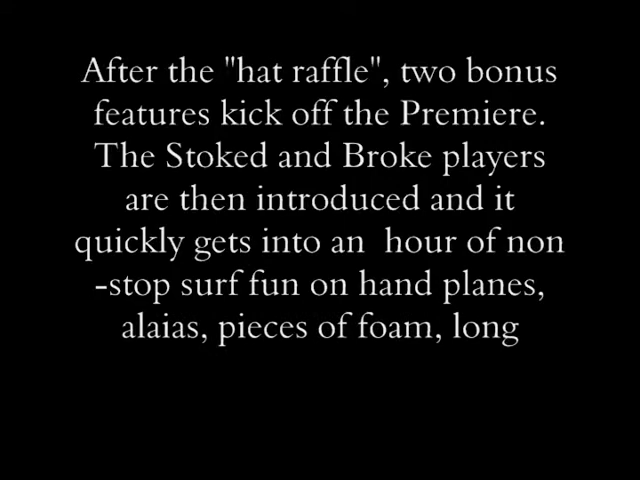 After the "hat raffle", two bonus
features kick off the Premiere.
The Stoked and Broke players
are then introduced and it
quickly gets into an  hour of non
-stop surf fun on hand planes,
alaias, pieces of foam, long